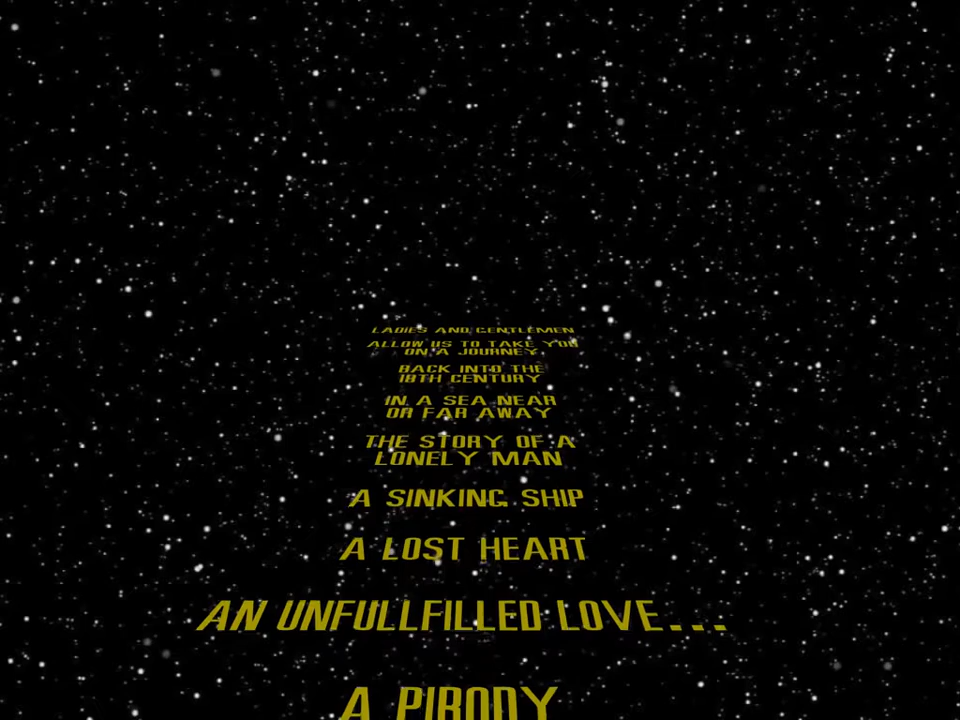 LADIES AND GENTLEMEN
ALLOW US TO TAKE YOU
ON A JOURNEY.
BACK INTO THE
18TH CENTURY
IN A SEA NEAR
OR FAR AWAY
THE STORY OF A
LONELY MAN
A SINKING SHIP
A LOST HEART
AN UNFULLFILLED LOVE...
A PIRODY